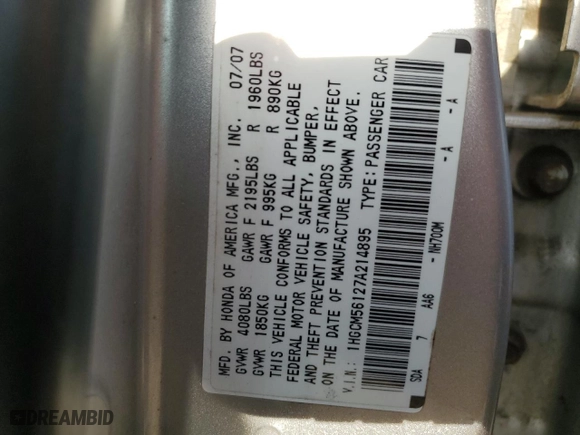 MFD. BY HONDA OF AMERICA MFG., INC. 07/07
GVWR 4080LBS GAWR F 2195LBS R 1960LBS
GVWR 1850KG GAWR F 995KG R 890KG
THIS VEHICLE CONFORMS TO ALL APPLICABLE
FEDERAL MOTOR VEHICLE SAFETY, BUMPER,
AND THEFT PREVENTION STANDARDS IN EFFECT
ON THE DATE OF MANUFACTURE SHOWN ABOVE.
V.I.N.: 1HGCM56127A214895 TYPE: PASSENGER CAR
SDA 7 AA6 - NH700M - A - A
DREAMBID